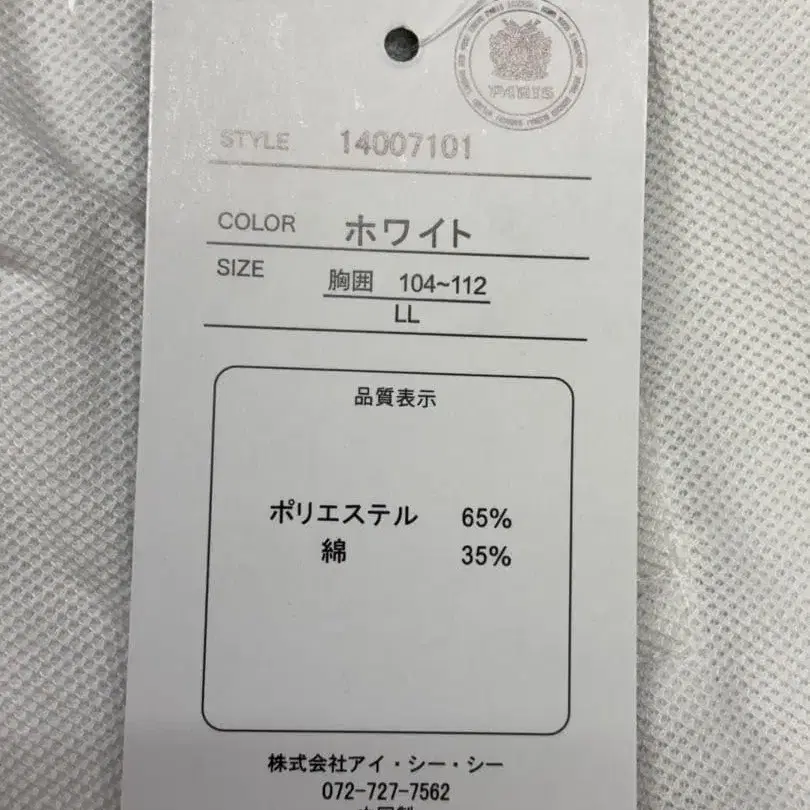 PARIS
STYLE 14007101
COLOR ホワイト
SIZE 胸囲 104~112
LL
品質表示
ポリエステル 65%
綿 35%
株式会社アイ・シー・シー
072-727-7562